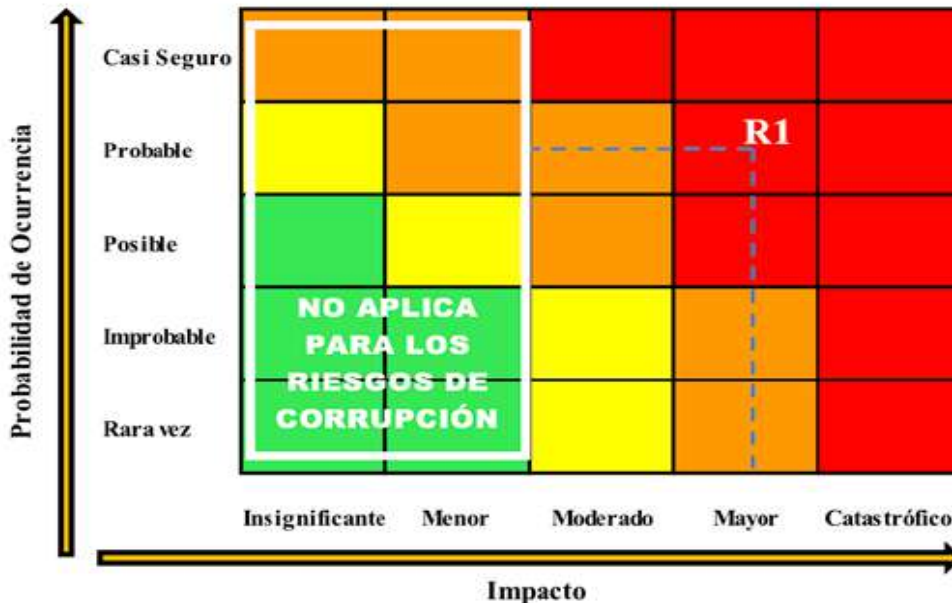 Probabilidad de Ocurrencia
Casi Seguro
Probable
R1
Posible
Improbable
Rara vez
NO APLICA
PARA LOS
RIESGOS DE
CORRUPCIÓN
Insignificante Menor Moderado Mayor Catastrófico
Impacto